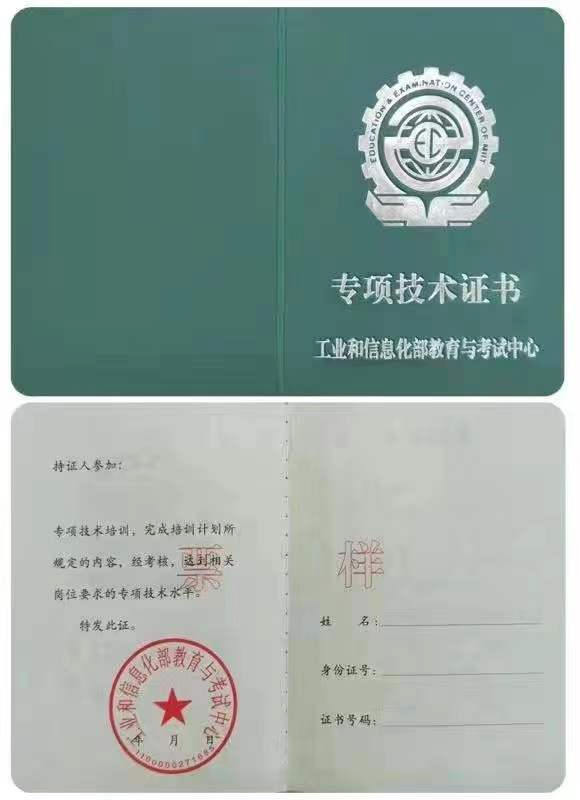 EDUCATION & EXAMINATION CENTER OF MIIT
EC
专项技术证书
工业和信息化部教育与考试中心
持证人参加：
专项技术培训，完成培训计划所
规定的内容，经考核，达到相关
岗位要求的专项技术水平。
特发此证。
票样
工业和信息化部教育与考试中心
年 月 日
1100000271685
姓 名：
身份证号：
证书号码：